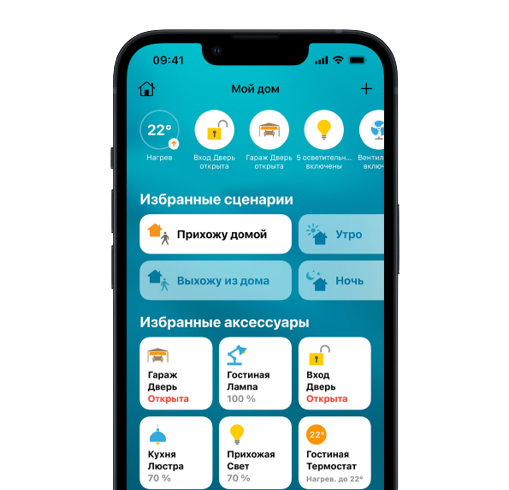 09:41
Мой дом
22°
Нагрев
Вход Дверь
открыта
Гараж Дверь
открыта
5 осветительн...
включены
Вентил
включ
Избранные сценарии
Прихожу домой
Утро
Выхожу из дома
Ночь
Избранные аксессуары
Гараж
Дверь
Открыта
Гостиная
Лампа
100 %
Вход
Дверь
Открыта
Кухня
Люстра
70 %
Прихожая
Свет
70 %
22°
Гостиная
Термостат
Нагрев. до 22°